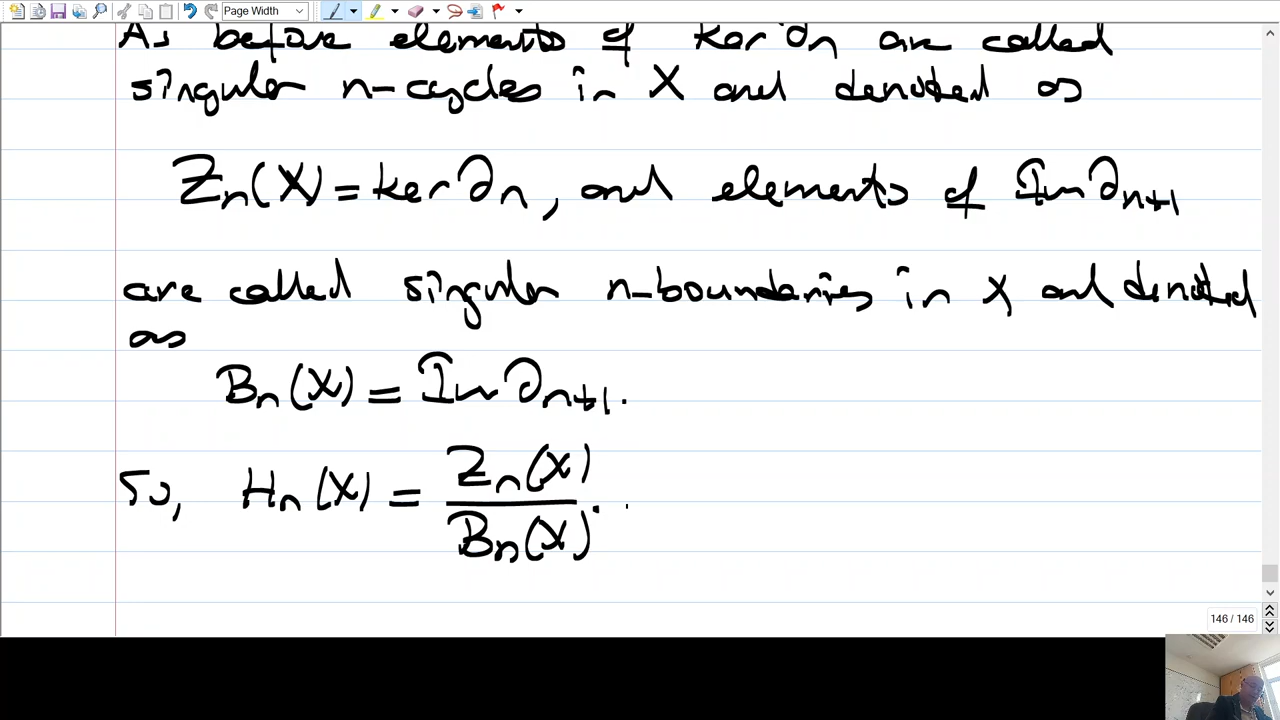 Page Width
As before elements of ker ∂n are called
singular n-cycles in X and denoted as
Zn(X) = ker ∂n, and elements of Im ∂n+1
are called singular n-boundaries in X and denoted
as
Bn(X) = Im ∂n+1.
So, Hn(X) = Zn(X) / Bn(X).
146 / 146